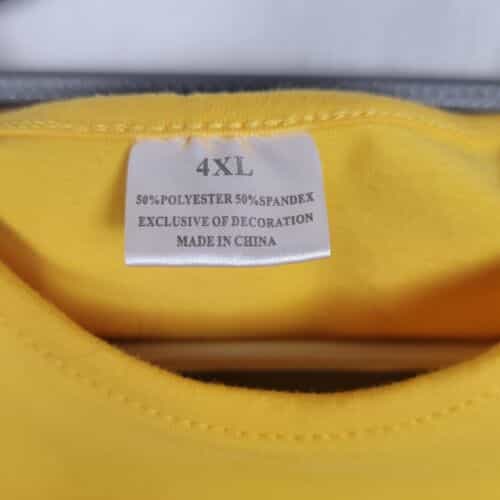 4XL
50%POLYESTER 50%SPANDEX
EXCLUSIVE OF DECORATION
MADE IN CHINA